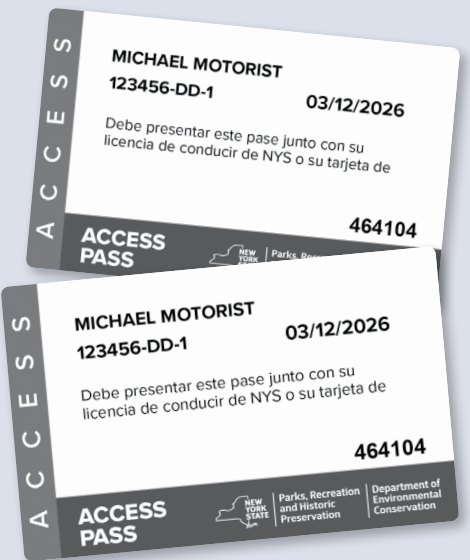 ACCESS
MICHAEL MOTORIST
123456-DD-1
03/12/2026
Debe presentar este pase junto con su
licencia de conducir de NYS o su tarjeta de
464104
ACCESS
PASS
NEW
YORK
Parks,
ACCESS
MICHAEL MOTORIST
123456-DD-1
03/12/2026
Debe presentar este pase junto con su
licencia de conducir de NYS o su tarjeta de
464104
ACCESS
PASS
NEW
YORK
STATE
Parks, Recreation
and Historic
Preservation
Department of
Environmental
Conservation